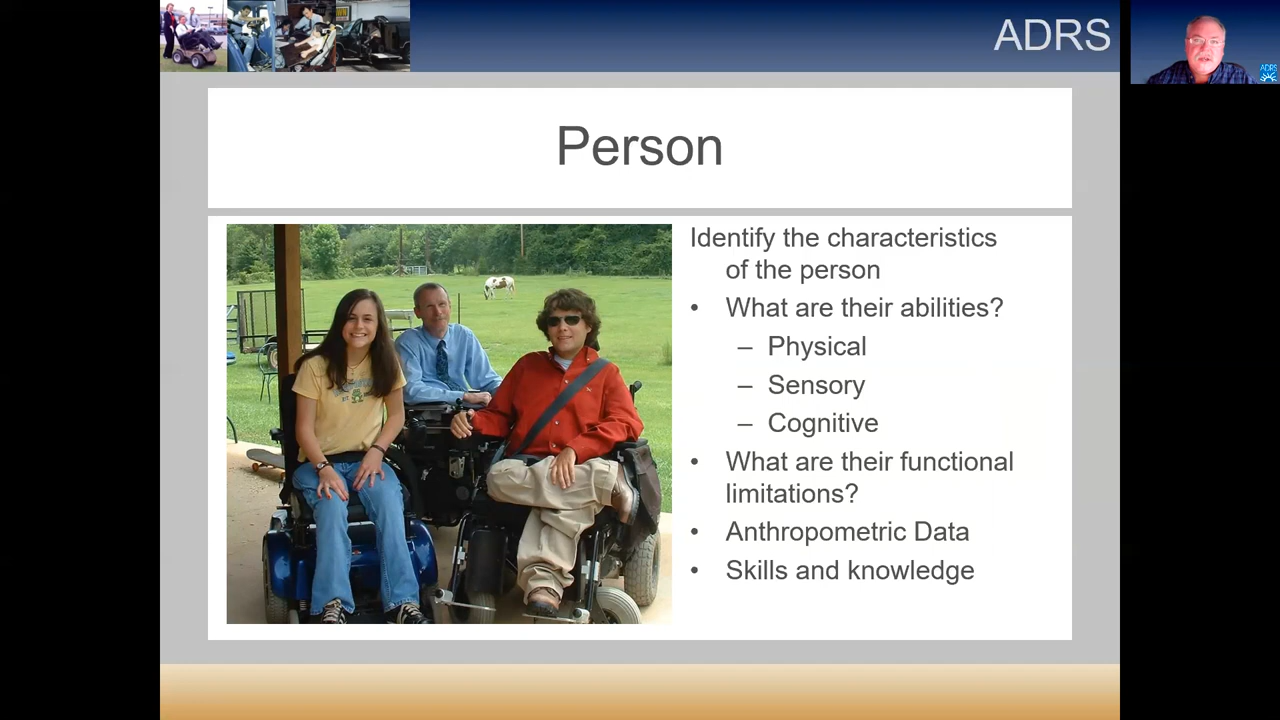 ADRS
ADRS
Person
Identify the characteristics
of the person
• What are their abilities?
– Physical
– Sensory
– Cognitive
• What are their functional
limitations?
• Anthropometric Data
• Skills and knowledge